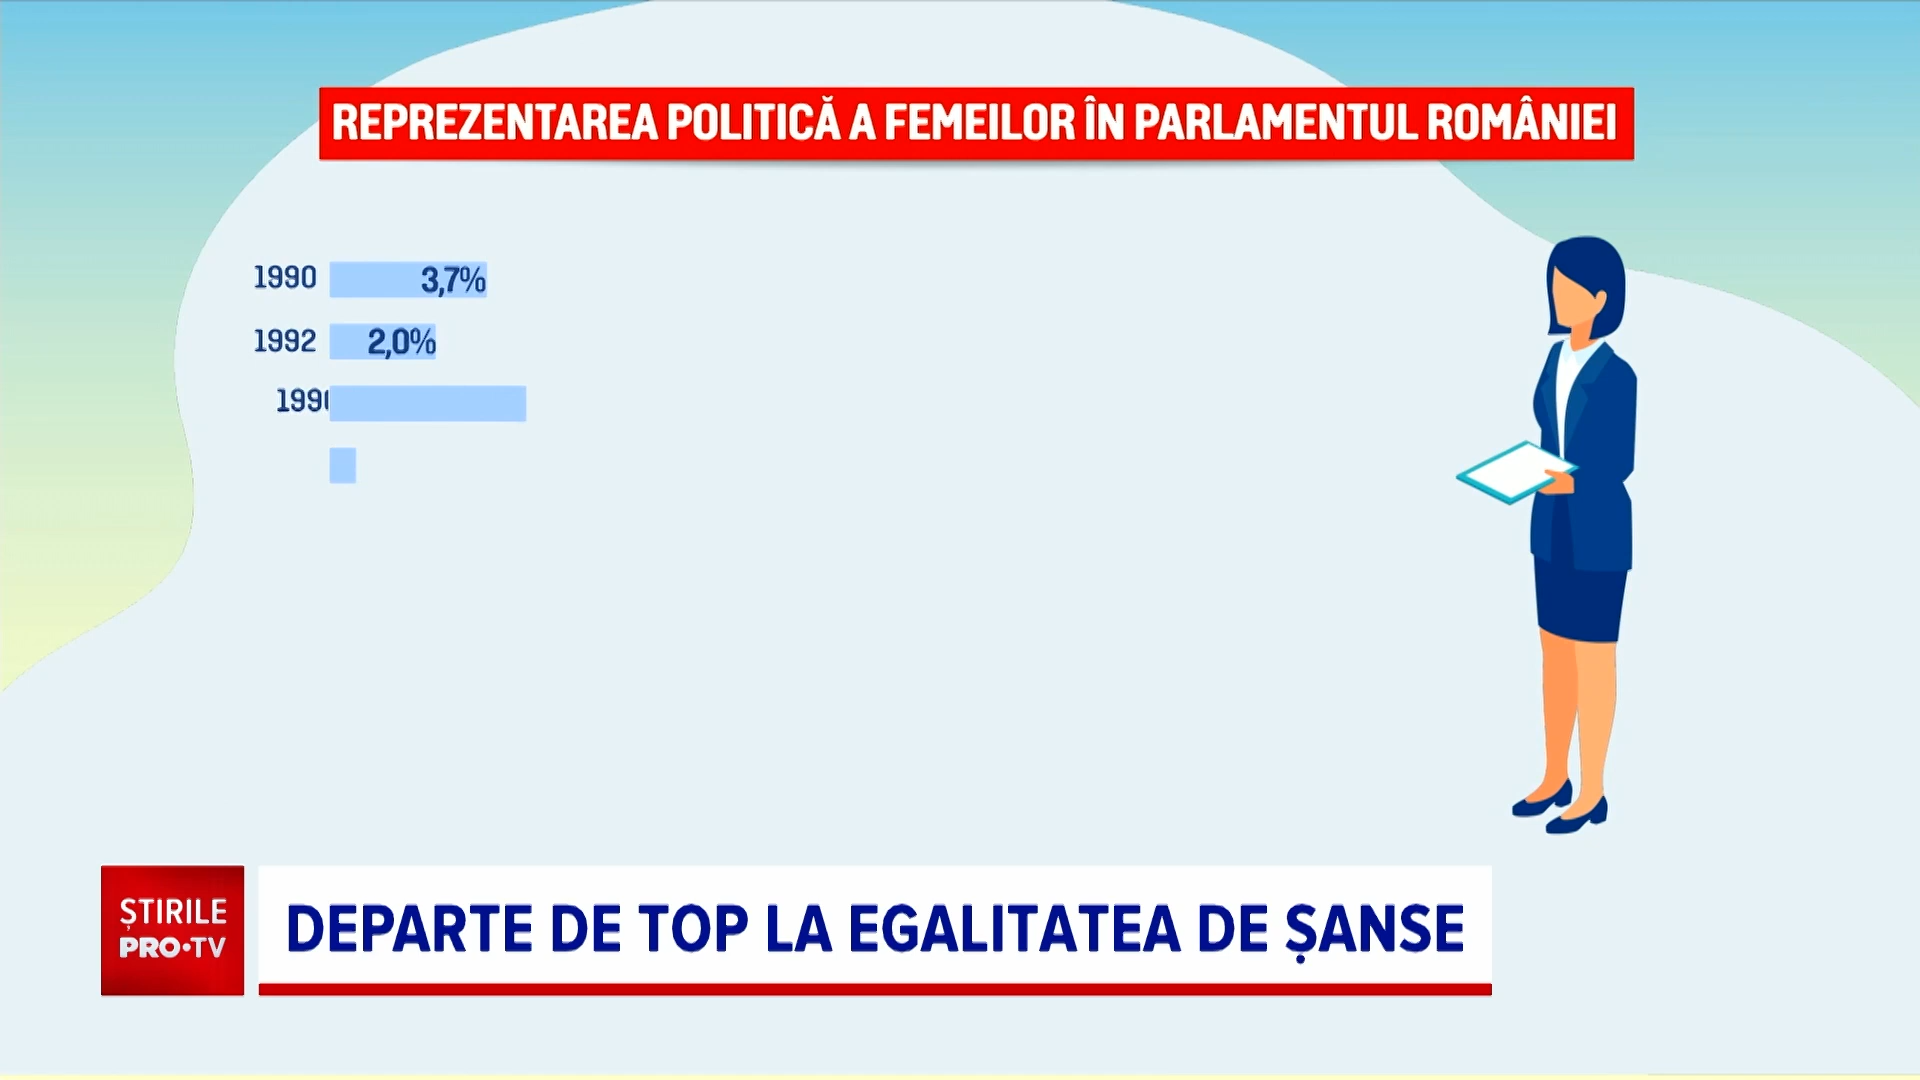 REPREZENTAREA POLITICĂ A FEMEILOR ÎN PARLAMENTUL ROMÂNIEI
1990 3,7%
1992 2,0%
ȘTIRILE
PRO•TV
DEPARTE DE TOP LA EGALITATEA DE ȘANSE